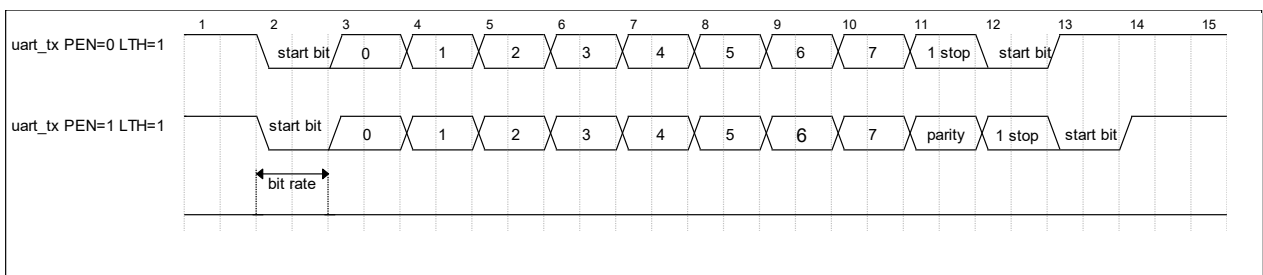 1 2 3 4 5 6 7 8 9 10 11 12 13 14 15
uart_tx PEN=0 LTH=1 start bit 0 1 2 3 4 5 6 7 1 stop start bit
uart_tx PEN=1 LTH=1 start bit 0 1 2 3 4 5 6 7 parity 1 stop start bit
bit rate